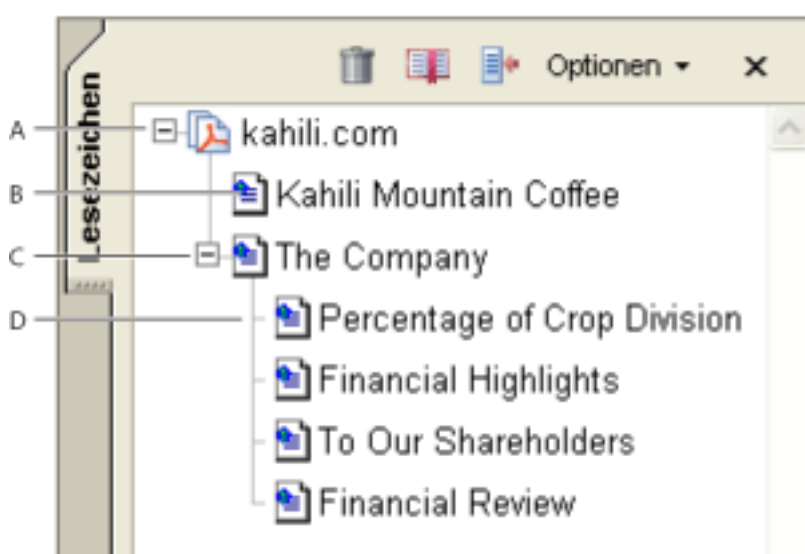 Lesezeichen
Optionen
A kahili.com
B Kahili Mountain Coffee
C The Company
D Percentage of Crop Division
Financial Highlights
To Our Shareholders
Financial Review